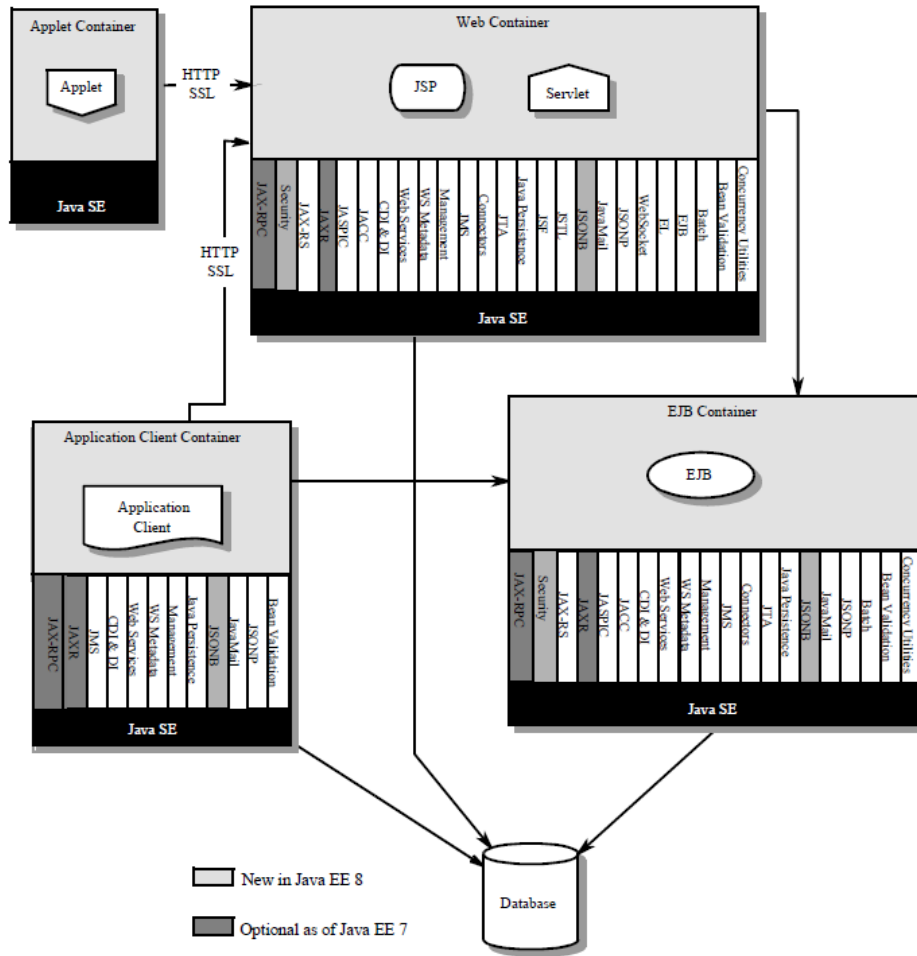 Applet Container
Applet
Java SE
HTTP
SSL
HTTP
SSL
Web Container
JSP
Servlet
JAX-RPC
Security
JAX-RS
JAXR
JASPIC
JACC
CDI & DI
Web Services
WS Metadata
Management
JMS
Connectors
JTA
Java Persistence
JSF
JSTL
JSONB
JavaMail
JSONP
WebSocket
EL
EJB
Batch
Bean Validation
Concurrency Utilities
Java SE
Application Client Container
Application
Client
JAX-RPC
JAXR
JMS
CDI & DI
Web Services
WS Metadata
Management
Java Persistence
JSONB
JavaMail
JSONP
Bean Validation
Java SE
EJB Container
EJB
JAX-RPC
Security
JAX-RS
JAXR
JASPIC
JACC
CDI & DI
Web Services
WS Metadata
Management
JMS
Connectors
JTA
Java Persistence
JSONB
JavaMail
JSONP
Batch
Bean Validation
Concurrency Utilities
Java SE
Database
New in Java EE 8
Optional as of Java EE 7